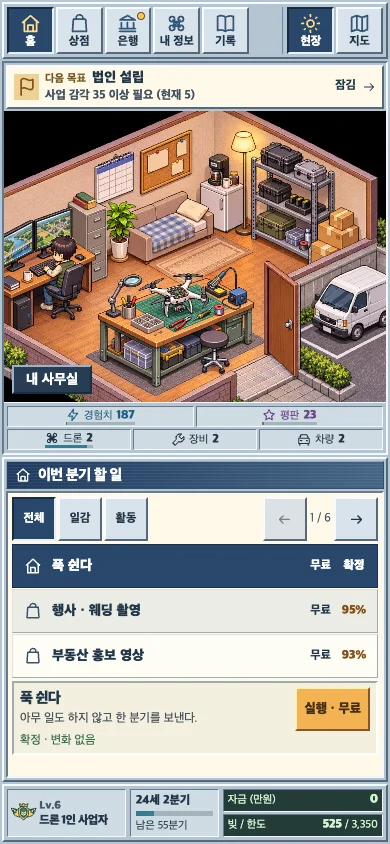 홈
상점
은행
내 정보
기록
현장
지도
다음 목표 법인 설립
사업 감각 35 이상 필요 (현재 5)
잠김 →
내 사무실
경험치 187
평판 23
드론 2
장비 2
차량 2
이번 분기 할 일
전체
일감
활동
← 1 / 6 →
푹 쉰다 무료 확정
행사 · 웨딩 촬영 무료 95%
부동산 홍보 영상 무료 93%
푹 쉰다
아무 일도 하지 않고 한 분기를 보낸다.
확정 · 변화 없음
실행 · 무료
Lv.6
드론 1인 사업자
24세 2분기
남은 55분기
자금 (만원) 0
빚 / 한도 525 / 3,350